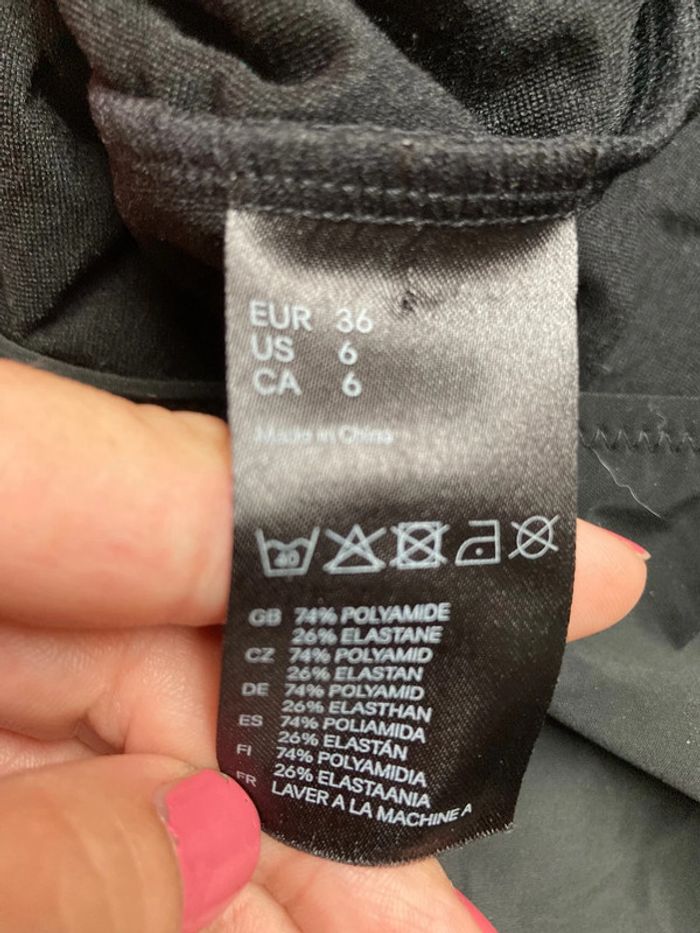 EUR 36
US 6
CA 6
Made in China
40
GB 74% POLYAMIDE
26% ELASTANE
CZ 74% POLYAMID
26% ELASTAN
DE 74% POLYAMID
26% ELASTHAN
ES 74% POLIAMIDA
26% ELASTÁN
FI 74% POLYAMIDIA
26% ELASTAANIA
FR LAVER A LA MACHINE A